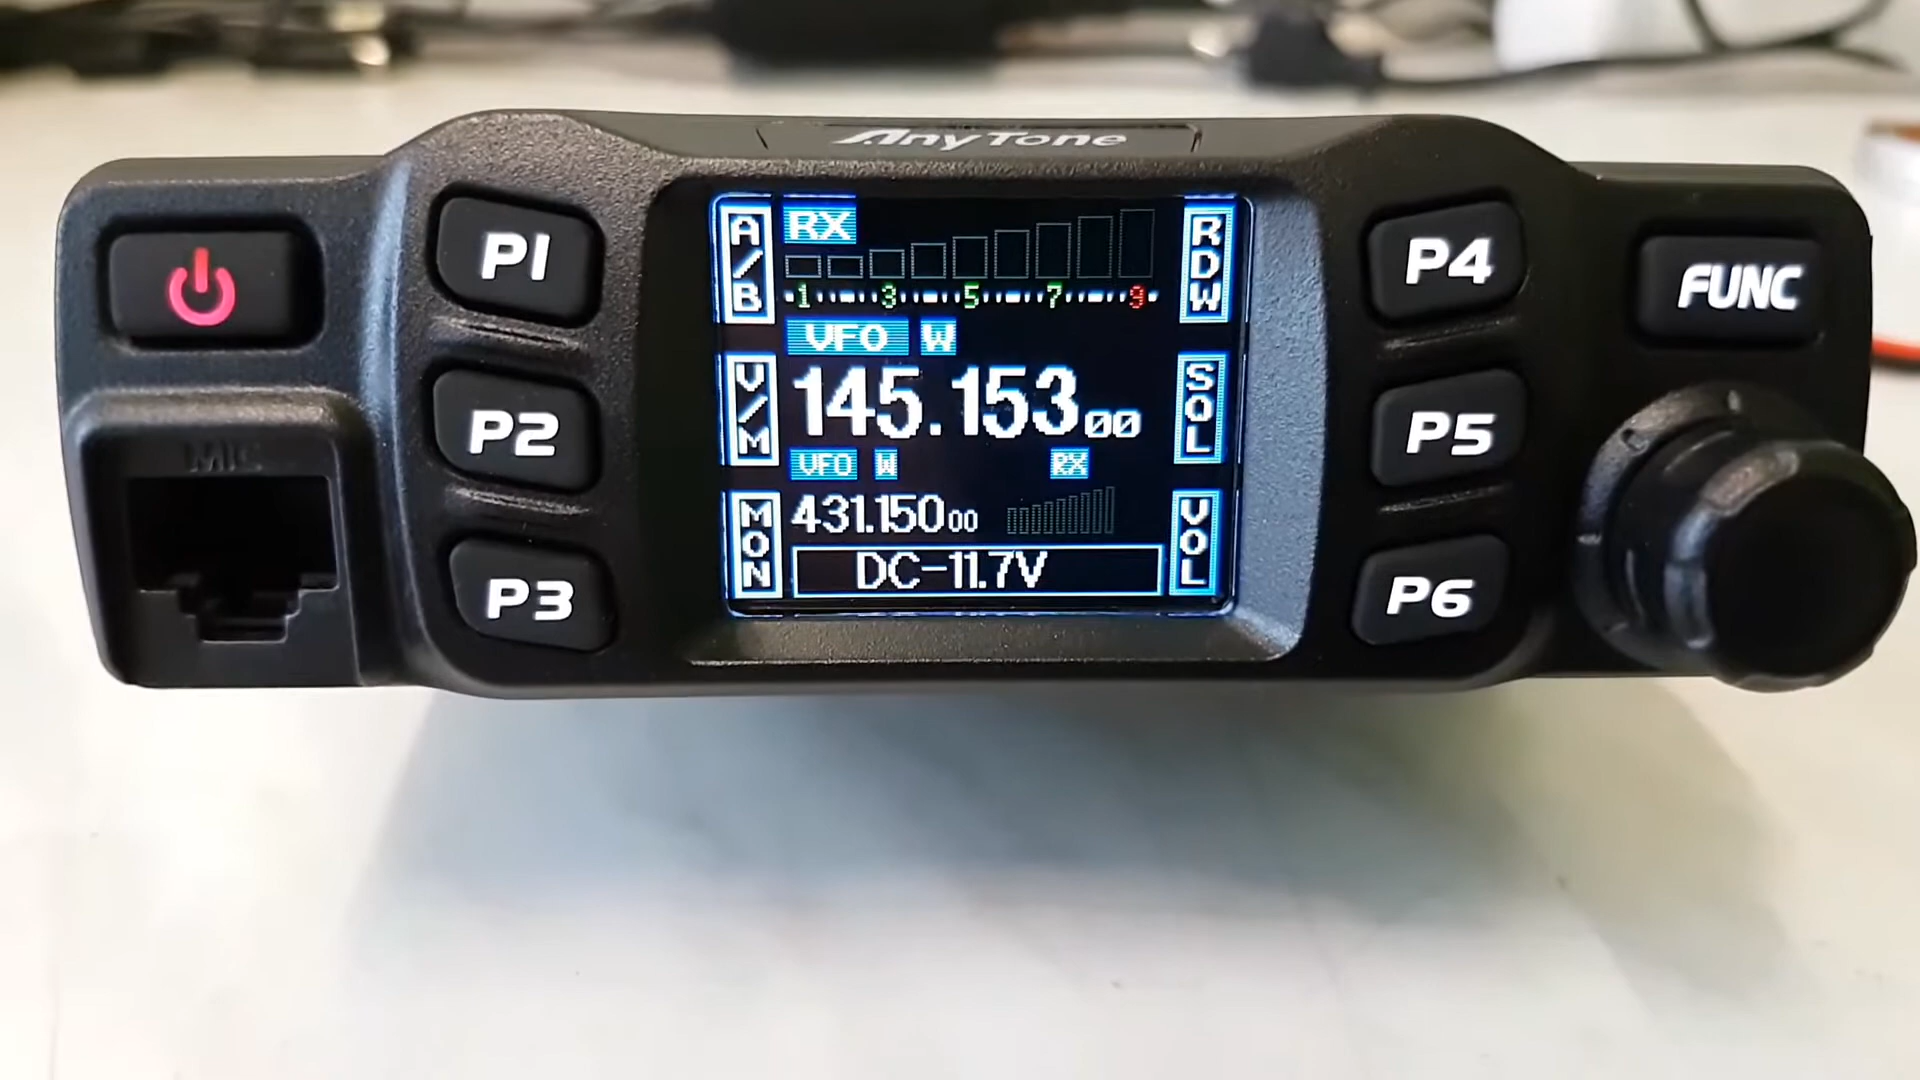 AnyTone
P1
P2
P3
MIC
A/B
V/M
MON
RX
1 3 5 7 9
VFO W
145.15300
VFO W RX
431.15000
DC-11.7V
RDW
SQL
VOL
P4
P5
P6
FUNC